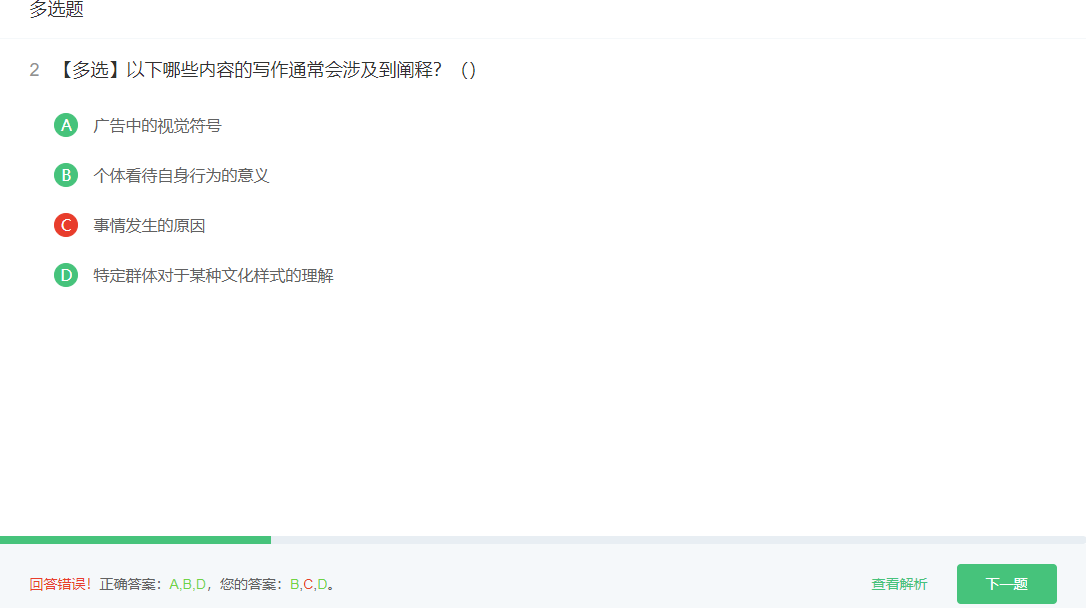 多选题
2 【多选】以下哪些内容的写作通常会涉及到阐释？（）
A 广告中的视觉符号
B 个体看待自身行为的意义
C 事情发生的原因
D 特定群体对于某种文化样式的理解
回答错误！正确答案：A,B,D，您的答案：B,C,D。 查看解析 下一题